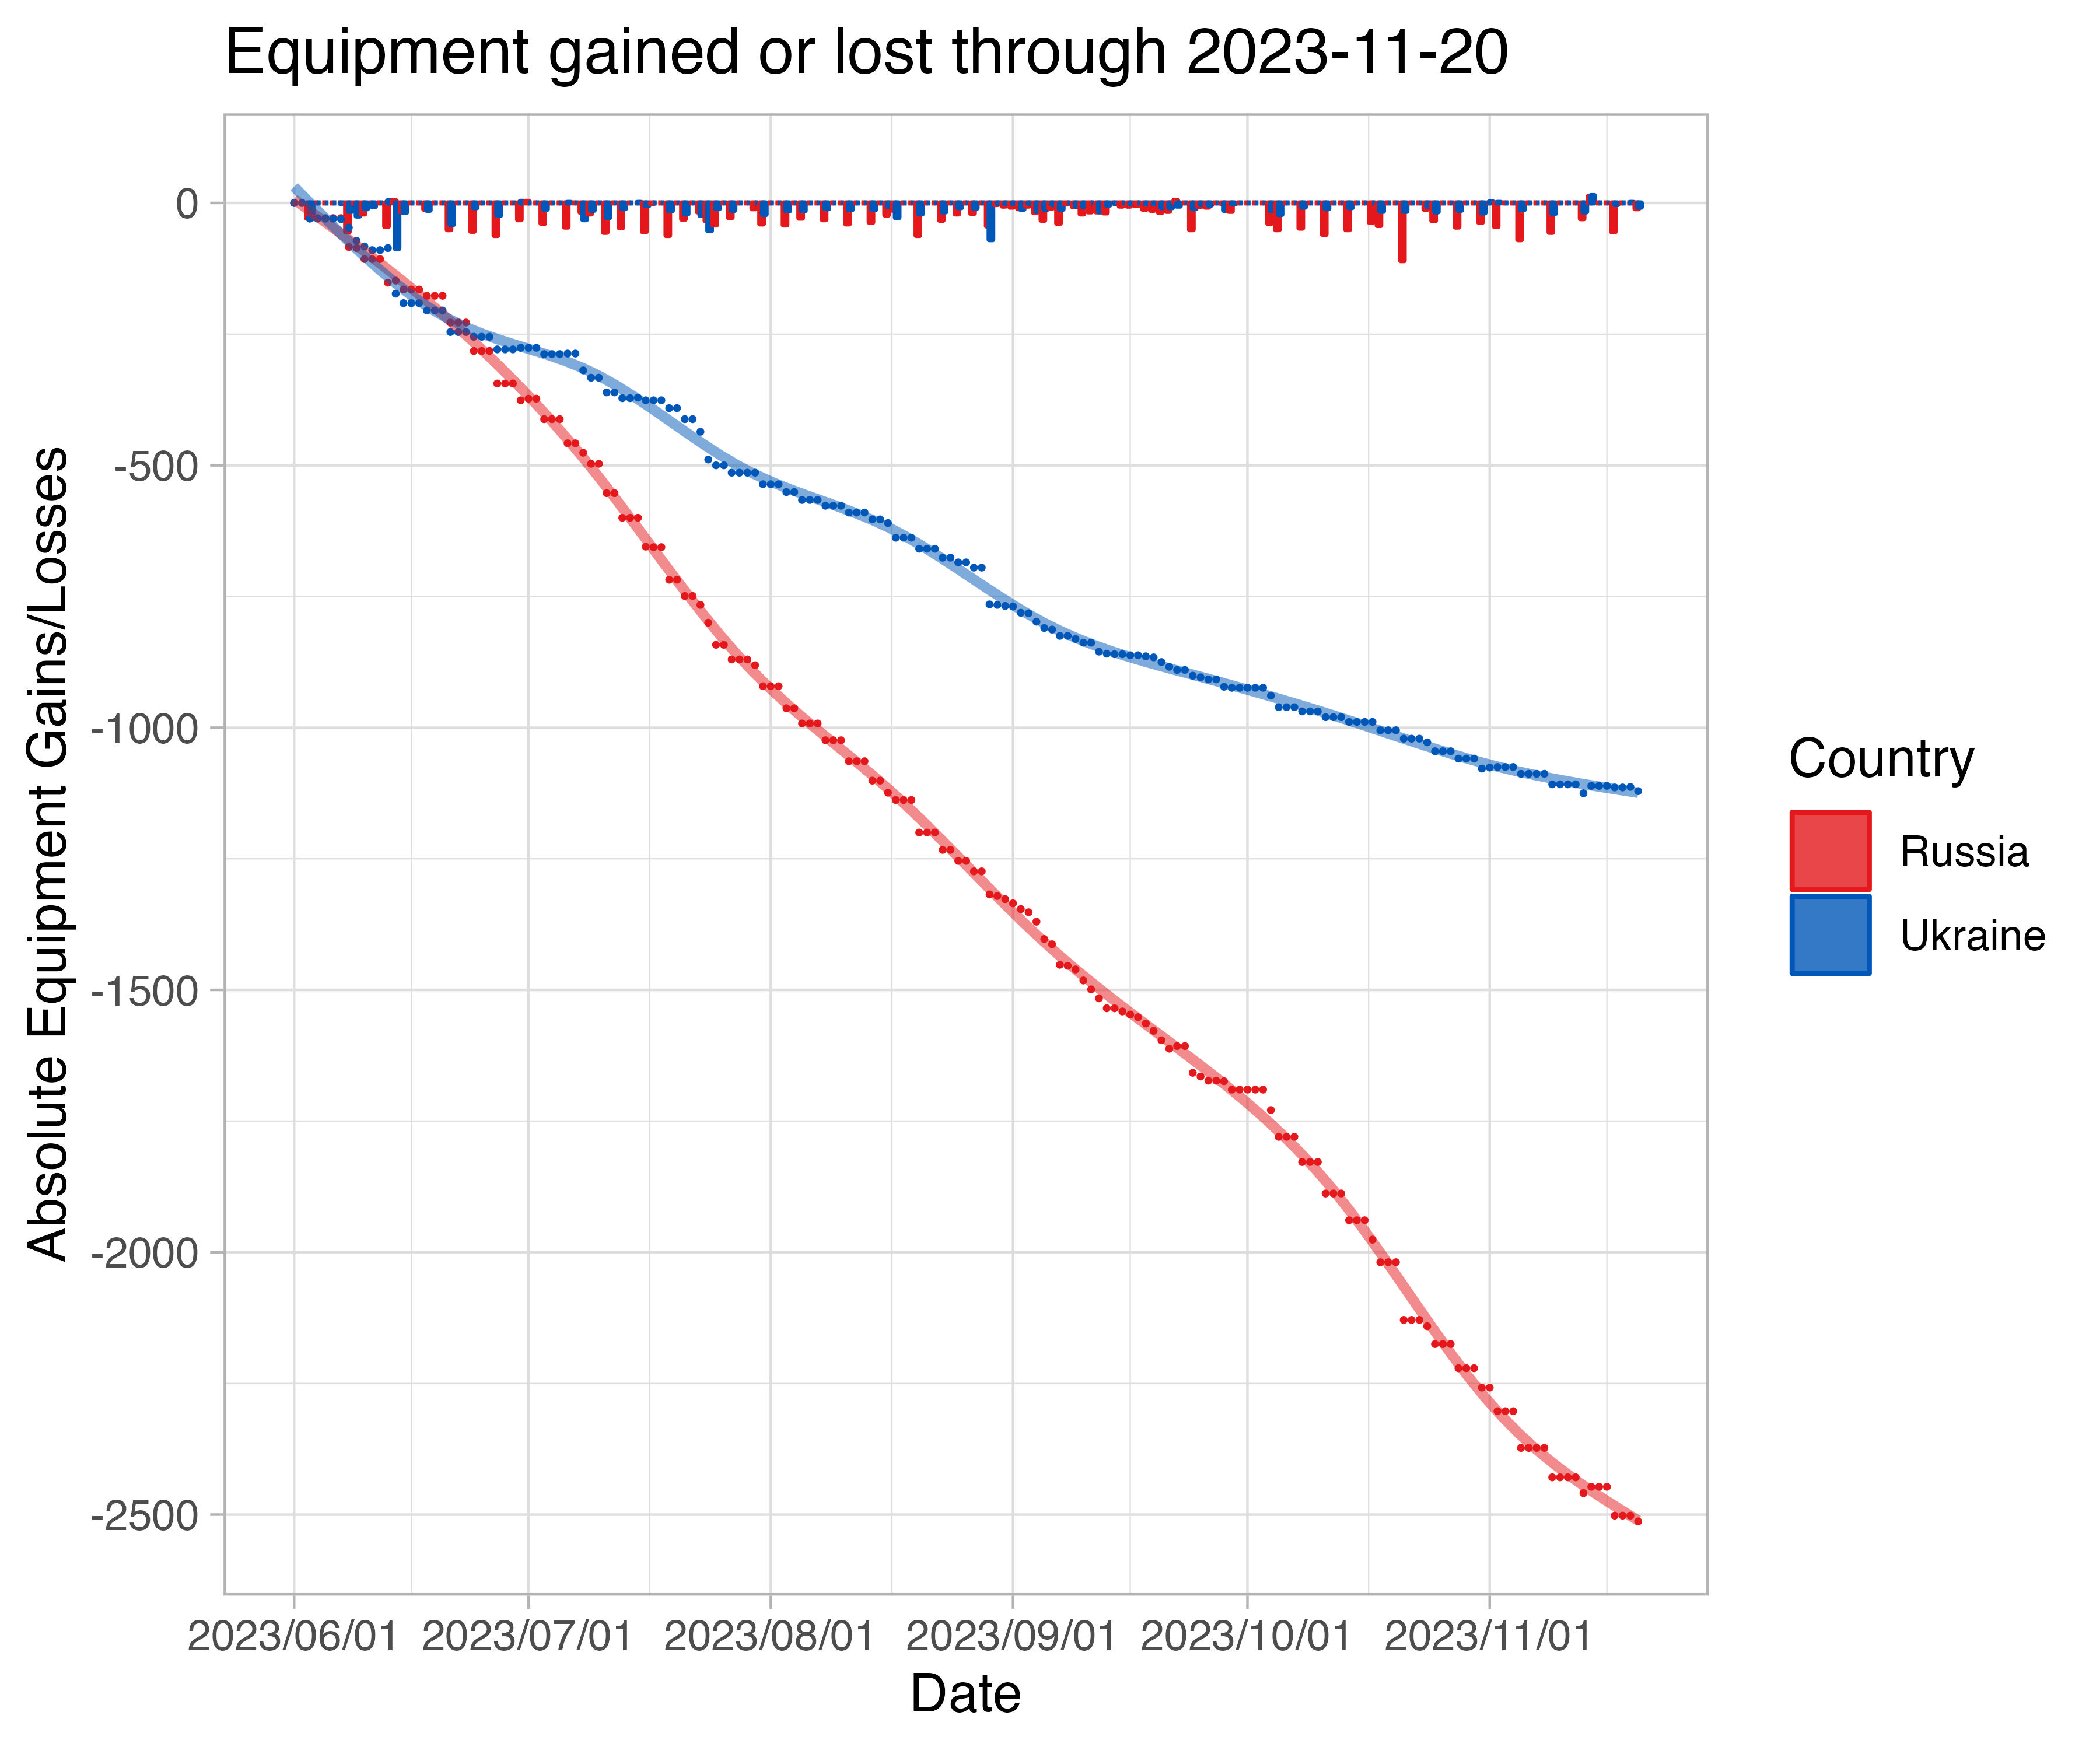 Equipment gained or lost through 2023-11-20
Absolute Equipment Gains/Losses
0
-500
-1000
-1500
-2000
-2500
2023/06/01
2023/07/01
2023/08/01
2023/09/01
2023/10/01
2023/11/01
Date
Country
Russia
Ukraine